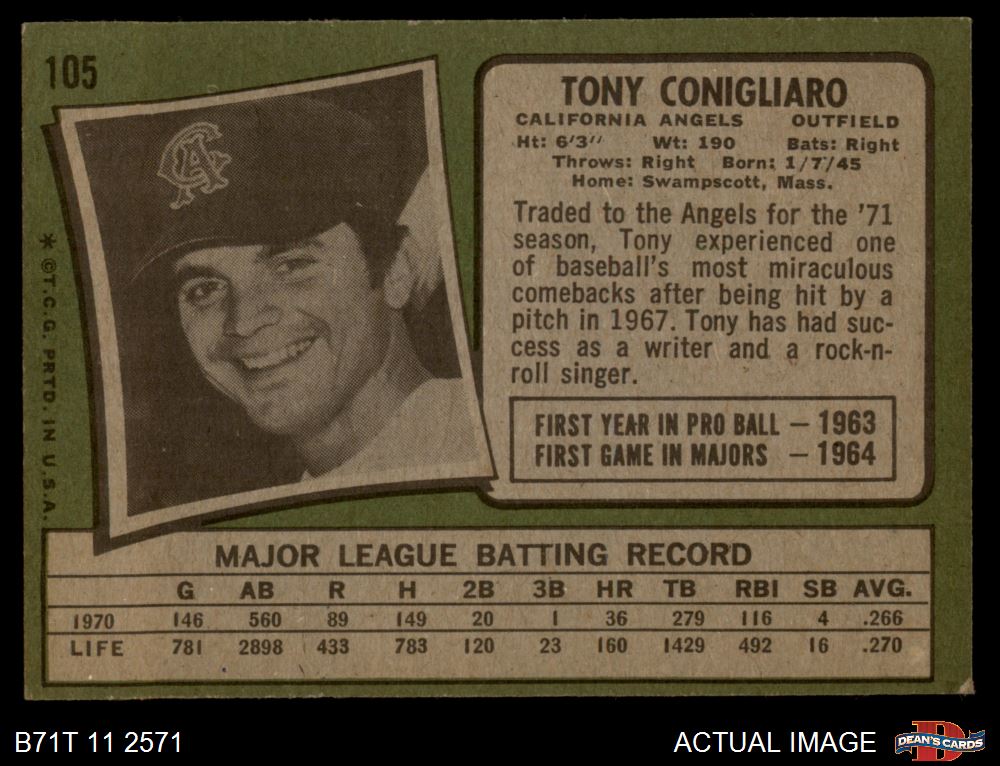 105
TONY CONIGLIARO
CALIFORNIA ANGELS OUTFIELD
Ht: 6'3" Wt: 190 Bats: Right
Throws: Right Born: 1/7/45
Home: Swampscott, Mass.
Traded to the Angels for the '71
season, Tony experienced one
of baseball's most miraculous
comebacks after being hit by a
pitch in 1967. Tony has had suc-
cess as a writer and a rock-n-
roll singer.
FIRST YEAR IN PRO BALL – 1963
FIRST GAME IN MAJORS – 1964
CA
* ©T.C.G. PRTD. IN U.S.A.
MAJOR LEAGUE BATTING RECORD
G AB R H 2B 3B HR TB RBI SB AVG.
1970 146 560 89 149 20 1 36 279 116 4 .266
LIFE 781 2898 433 783 120 23 160 1429 492 16 .270
B71T 11 2571
ACTUAL IMAGE
D
DEAN'S CARDS